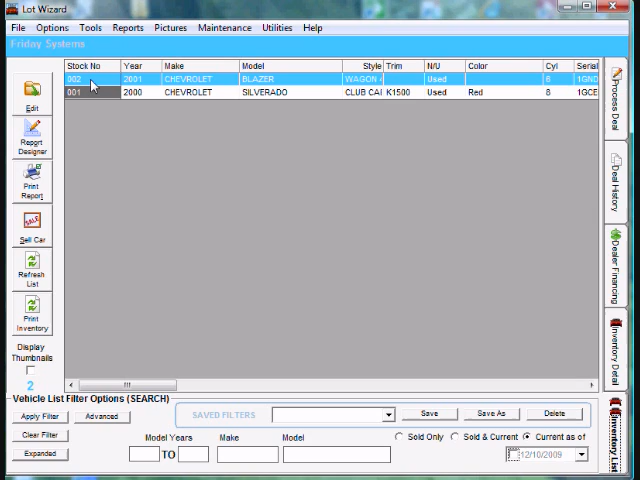 Lot Wizard
File Options Tools Reports Pictures Maintenance Utilities Help
Friday Systems
Stock No Year Make Model Style Trim N/U Color Cyl Serial
002 2001 CHEVROLET BLAZER WAGON 4 Used 6 1GND
001 2000 CHEVROLET SILVERADO CLUB CAI K1500 Used Red 8 1GCE
Edit
Report
Designer
Print
Report
SALE
Sell Car
Refresh
List
Print
Inventory
Display
Thumbnails
2
Process Deal
Deal History
Dealer Financing
Inventory Detail
Inventory List
Vehicle List Filter Options (SEARCH)
Apply Filter Advanced SAVED FILTERS Save Save As Delete
Clear Filter
Model Years Make Model Sold Only Sold & Current Current as of
Expanded TO 12/10/2009